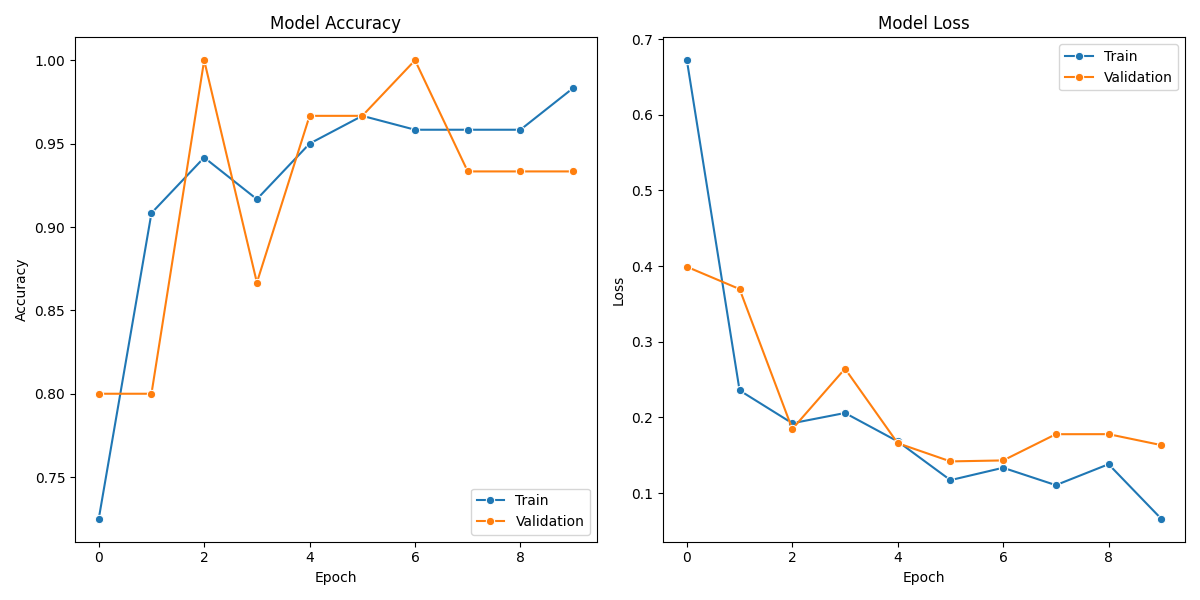 Model Accuracy
1.00
0.95
0.90
0.85
0.80
0.75
Accuracy
0 2 4 6 8
Epoch
Train
Validation
Model Loss
0.7
0.6
0.5
0.4
0.3
0.2
0.1
Loss
0 2 4 6 8
Epoch
Train
Validation